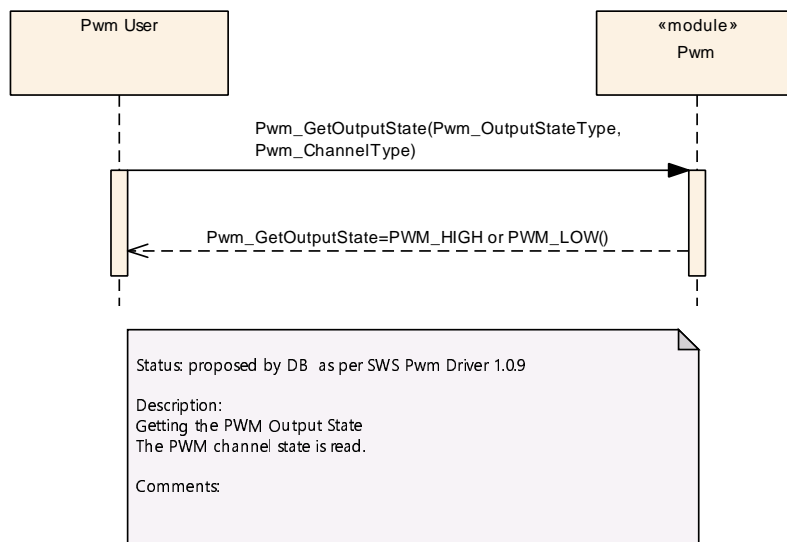 Pwm User
«module»
Pwm
Pwm_GetOutputState(Pwm_OutputStateType,
Pwm_ChannelType)
Pwm_GetOutputState=PWM_HIGH or PWM_LOW()
Status: proposed by DB as per SWS Pwm Driver 1.0.9
Description:
Getting the PWM Output State
The PWM channel state is read.
Comments: